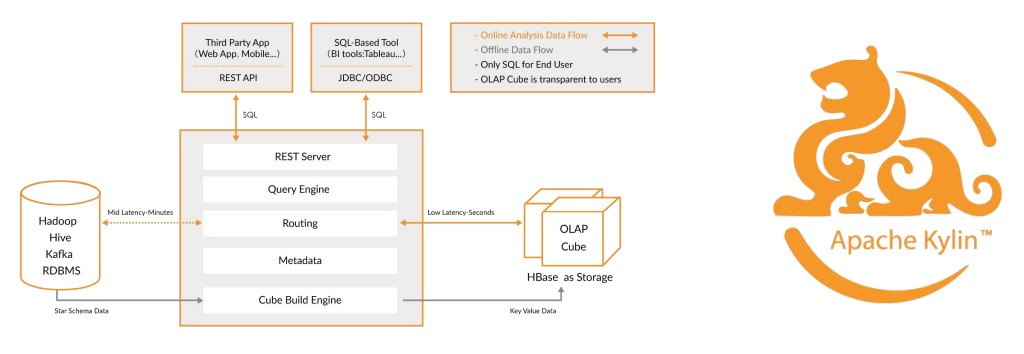 Third Party App
(Web App, Mobile...)
REST API
SQL-Based Tool
(BI tools:Tableau...)
JDBC/ODBC
- Online Analysis Data Flow
- Offline Data Flow
- Only SQL for End User
- OLAP Cube is transparent to users
SQL
SQL
REST Server
Query Engine
Routing
Metadata
Cube Build Engine
Hadoop
Hive
Kafka
RDBMS
Mid Latency-Minutes
Low Latency-Seconds
OLAP
Cube
HBase as Storage
Star Schema Data
Key Value Data
Apache Kylin™